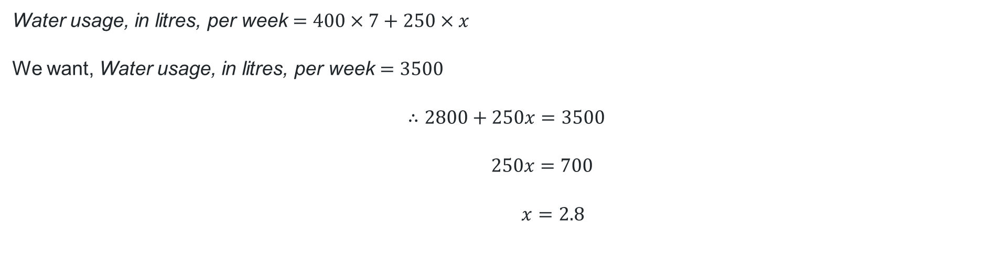 Water usage, in litres, per week = 400 × 7 + 250 × x
We want, Water usage, in litres, per week = 3500
∴ 2800 + 250x = 3500
250x = 700
x = 2.8